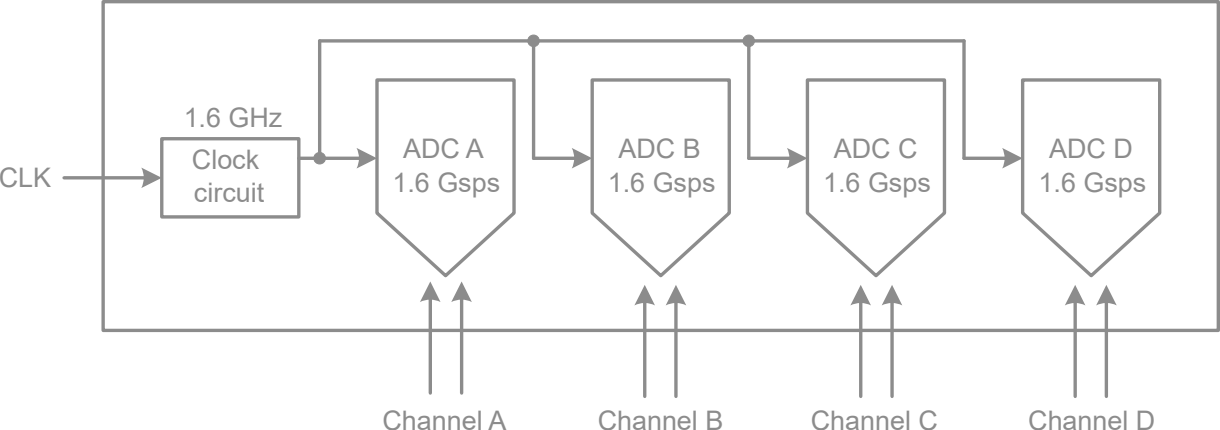 1.6 GHz
CLK
Clock
circuit
ADC A
1.6 Gsps
ADC B
1.6 Gsps
ADC C
1.6 Gsps
ADC D
1.6 Gsps
Channel A
Channel B
Channel C
Channel D